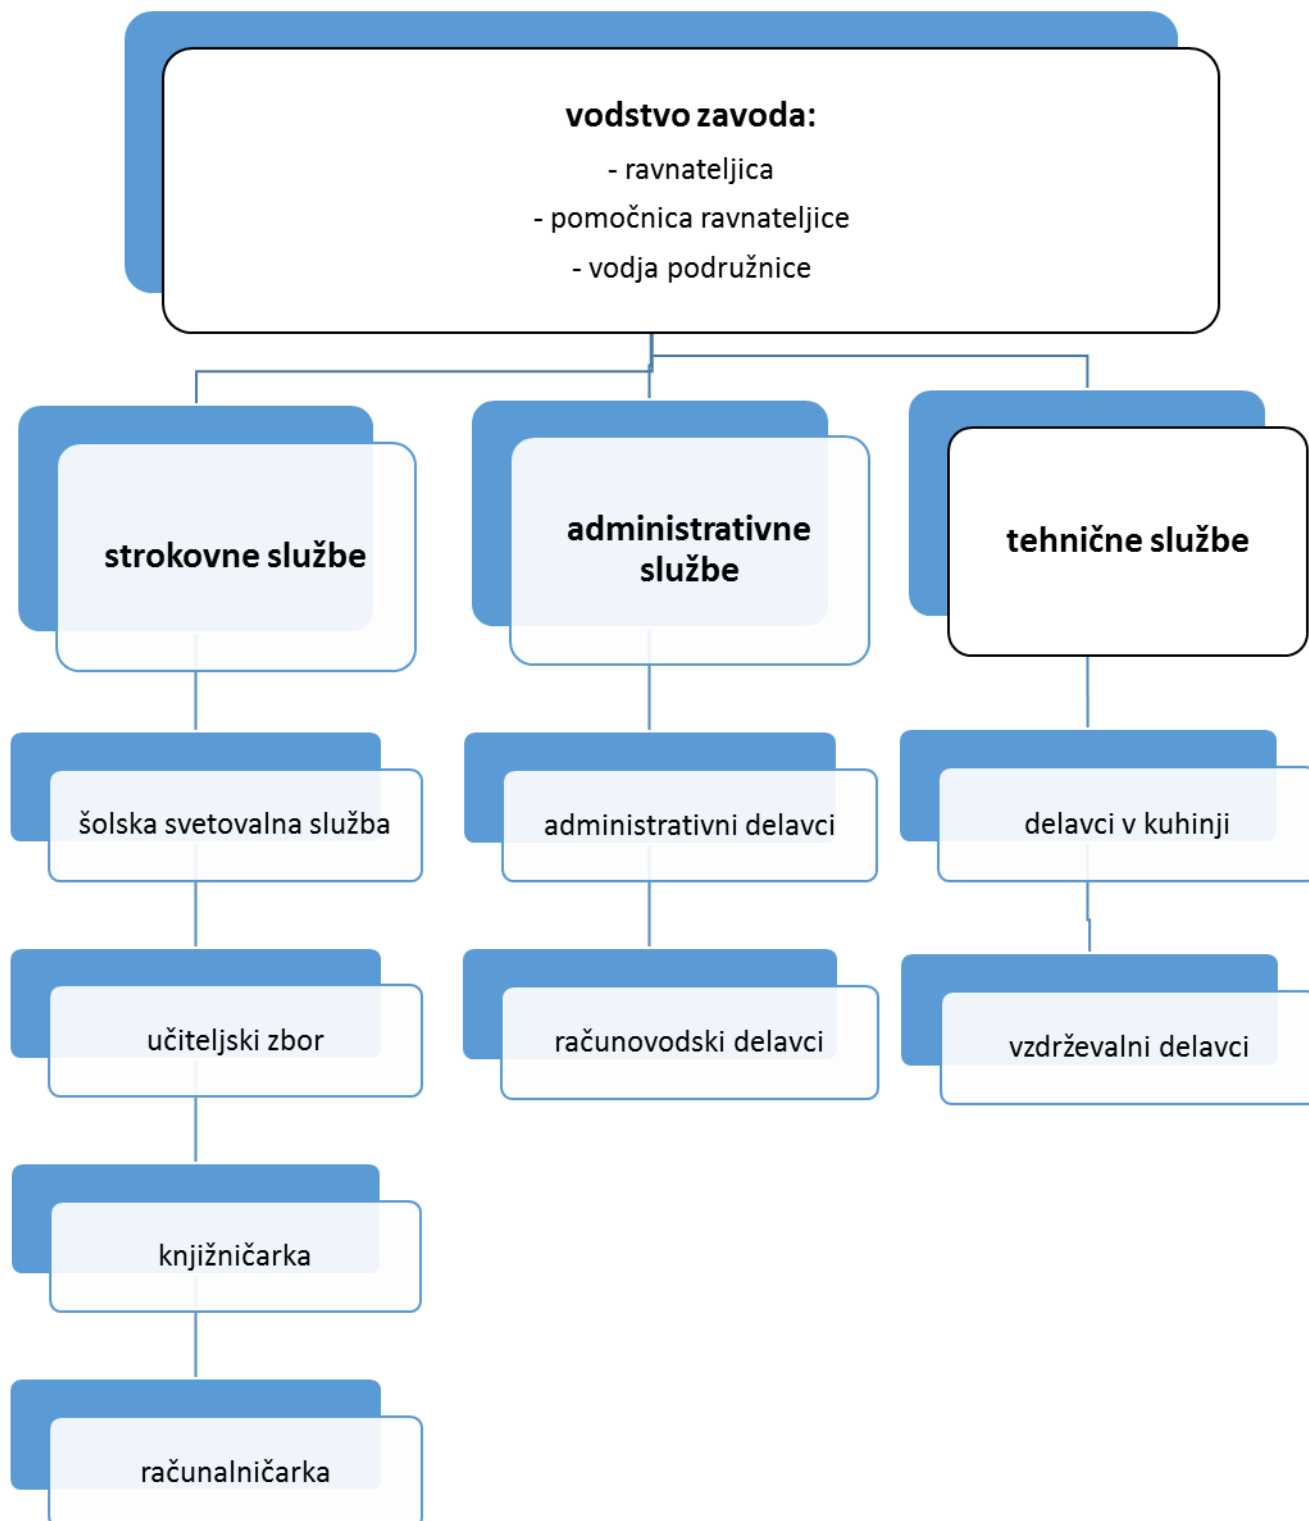 vodstvo zavoda:
- ravnateljica
- pomočnica ravnateljice
- vodja podružnice
strokovne službe
administrativne
službe
tehnične službe
šolska svetovalna služba
administrativni delavci
delavci v kuhinji
učiteljski zbor
računovodski delavci
vzdrževalni delavci
knjižničarka
računalničarka